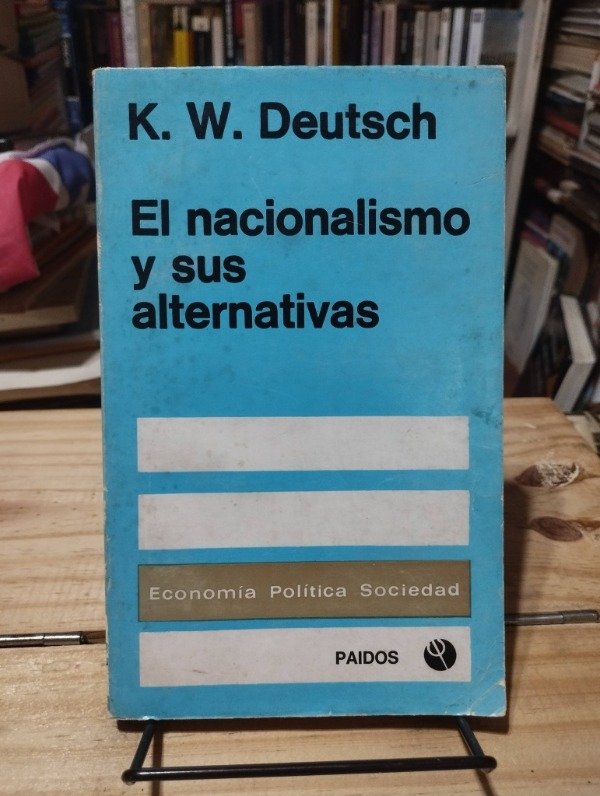 K. W. Deutsch
El nacionalismo
y sus
alternativas
Economía Política Sociedad
PAIDOS